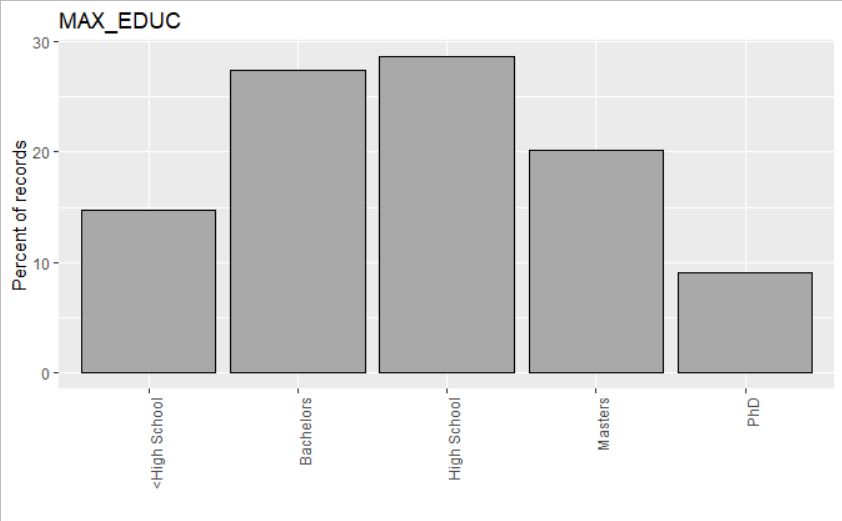 MAX_EDUC
Percent of records
30
20
10
0
<High School
Bachelors
High School
Masters
PhD